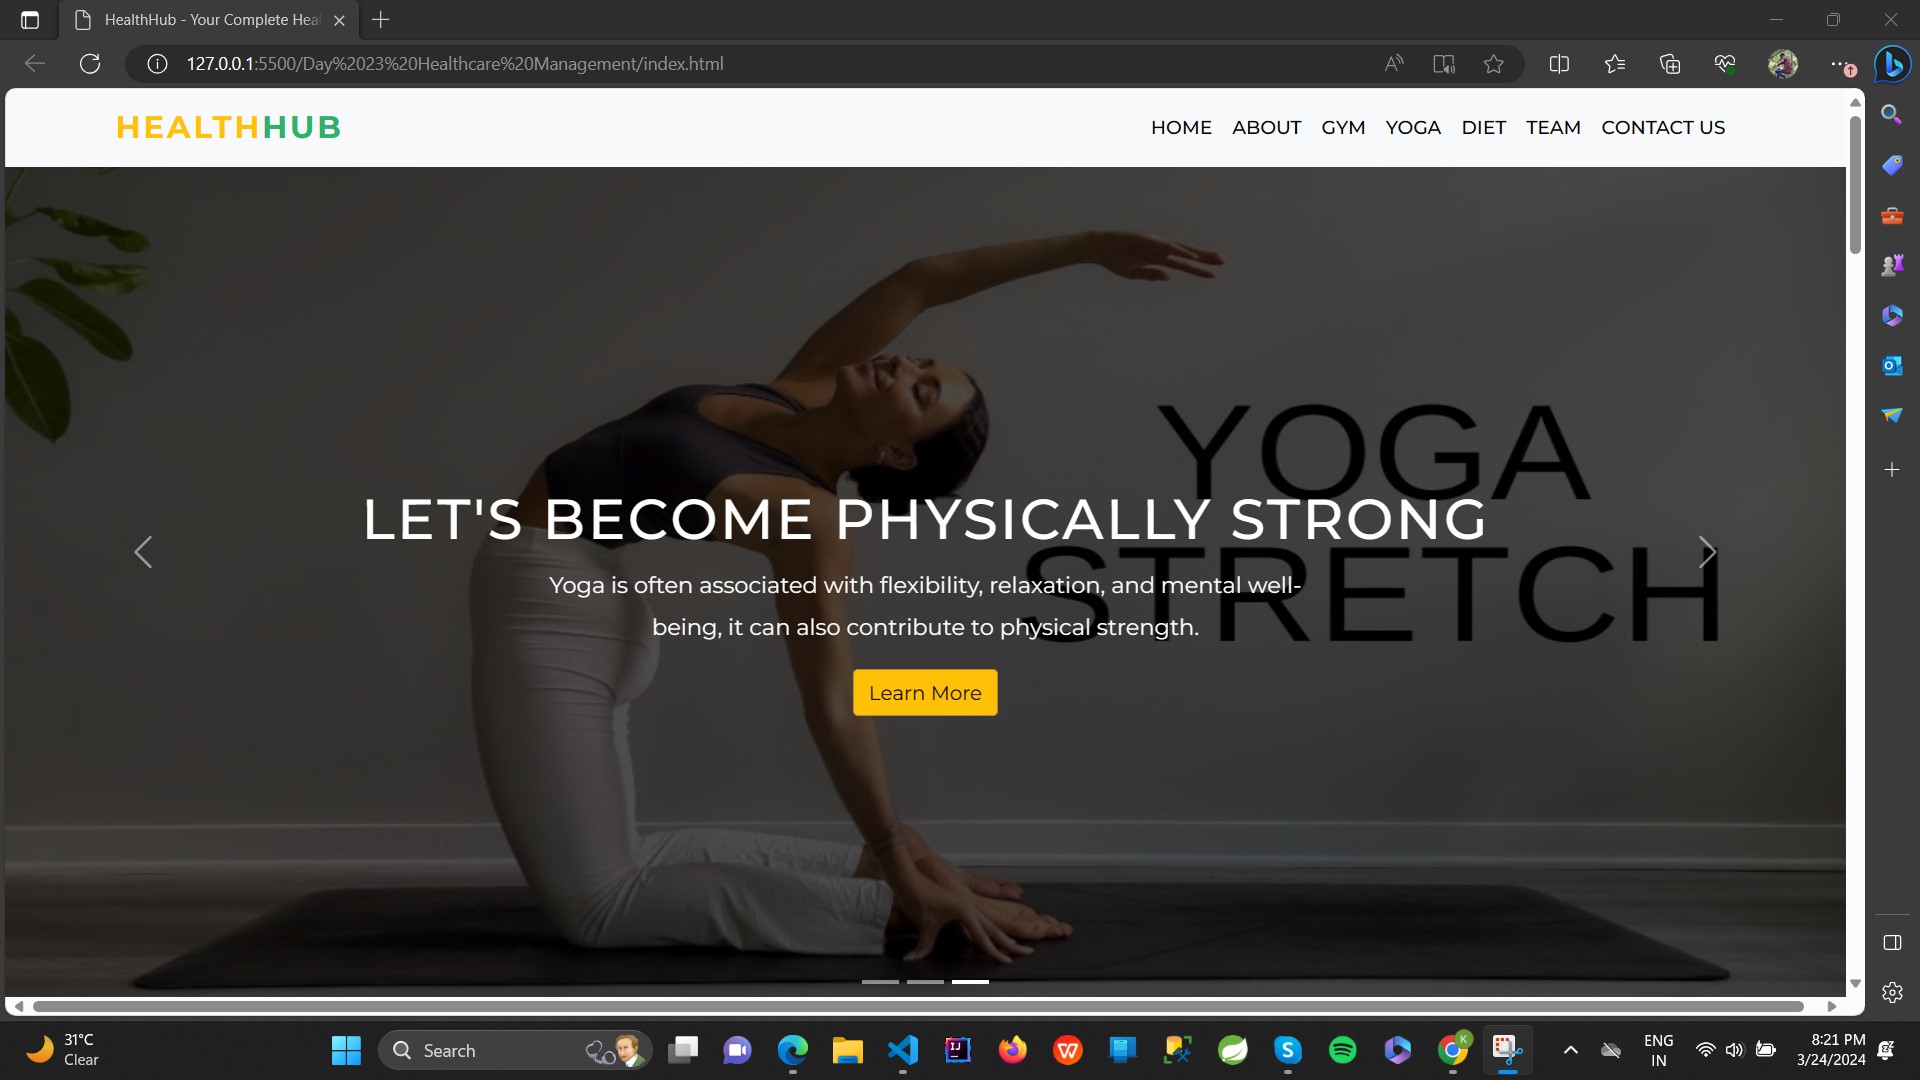 HealthHub - Your Complete Heal
127.0.0.1:5500/Day%2023%20Healthcare%20Management/index.html
HEALTHHUB
HOME ABOUT GYM YOGA DIET TEAM CONTACT US
YOGA
STRETCH
LET'S BECOME PHYSICALLY STRONG
Yoga is often associated with flexibility, relaxation, and mental well-
being, it can also contribute to physical strength.
Learn More
31°C
Clear
Search
ENG
IN
8:21 PM
3/24/2024